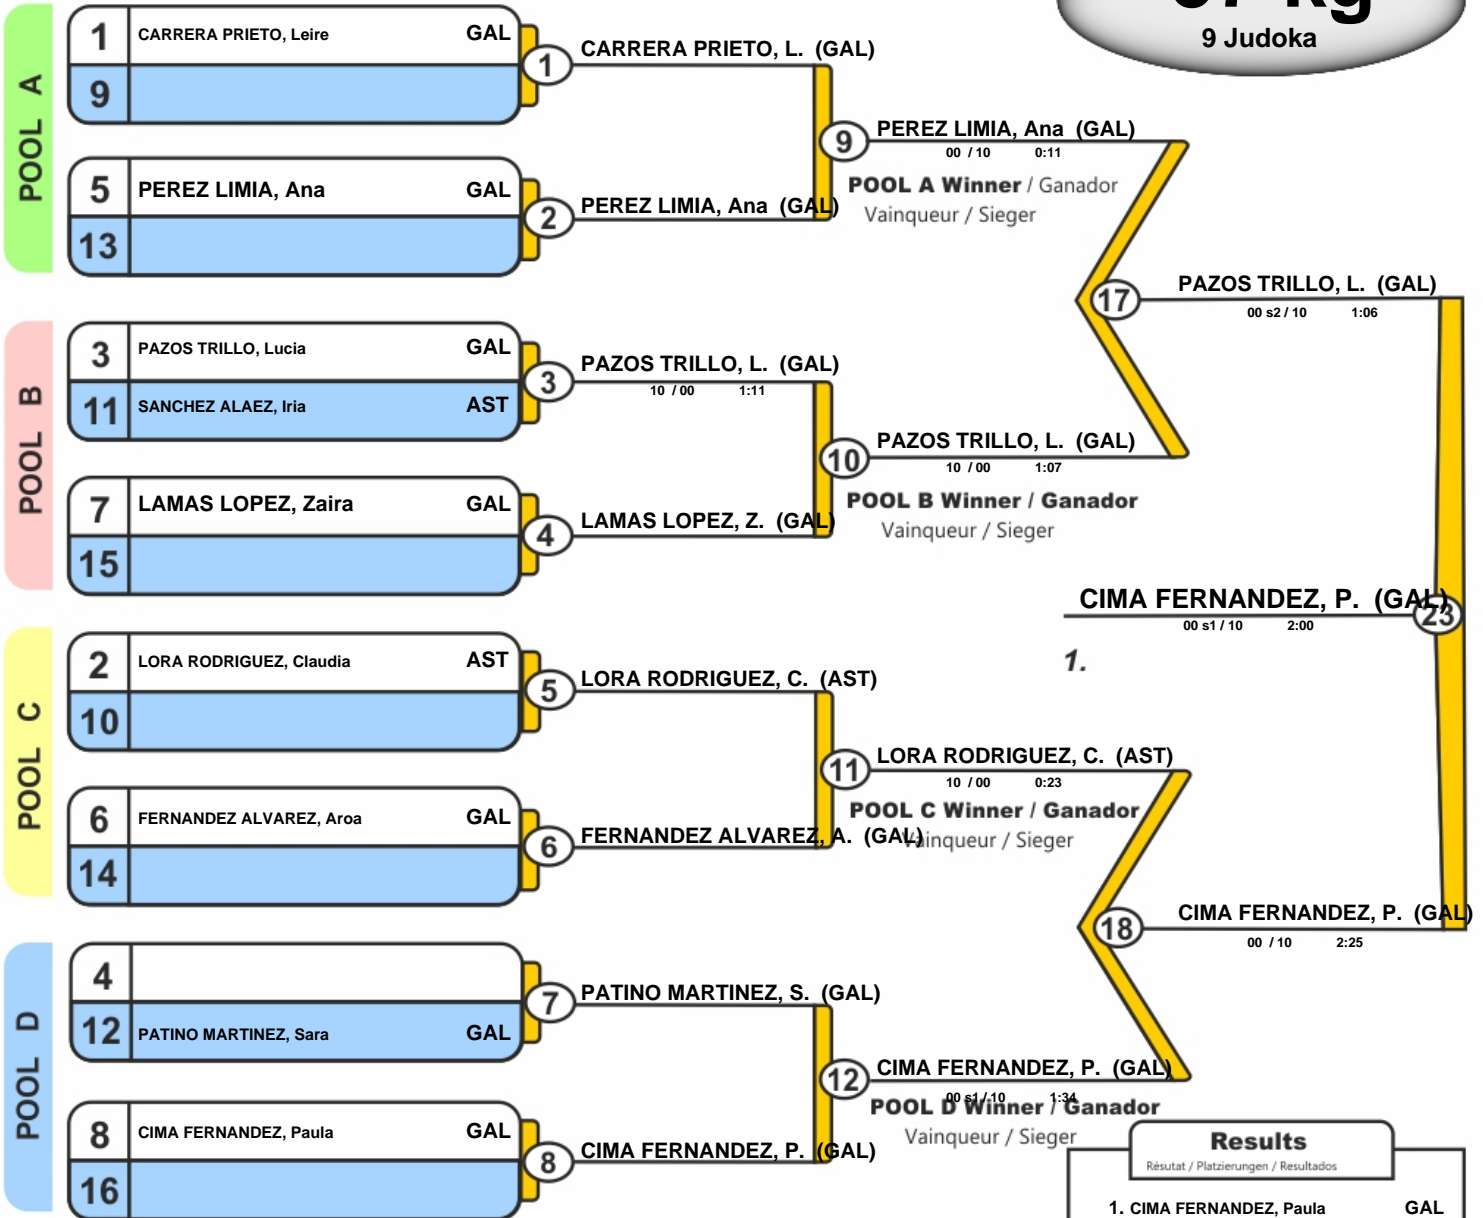 9 Judoka
POOL A
1 CARRERA PRIETO, Leire GAL
9
1 CARRERA PRIETO, L. (GAL)
5 PEREZ LIMIA, Ana GAL
13
2 PEREZ LIMIA, Ana (GAL)
9 PEREZ LIMIA, Ana (GAL)
00 / 10 0:11
POOL A Winner / Ganador
Vainqueur / Sieger
POOL B
3 PAZOS TRILLO, Lucia GAL
11 SANCHEZ ALAEZ, Iria AST
3 PAZOS TRILLO, L. (GAL)
10 / 00 1:11
7 LAMAS LOPEZ, Zaira GAL
15
4 LAMAS LOPEZ, Z. (GAL)
10 PAZOS TRILLO, L. (GAL)
10 / 00 1:07
POOL B Winner / Ganador
Vainqueur / Sieger
17 PAZOS TRILLO, L. (GAL)
00 s2 / 10 1:06
CIMA FERNANDEZ, P. (GAL) 23
00 s1 / 10 2:00
1.
POOL C
2 LORA RODRIGUEZ, Claudia AST
10
5 LORA RODRIGUEZ, C. (AST)
6 FERNANDEZ ALVAREZ, Aroa GAL
14
6 FERNANDEZ ALVAREZ, A. (GAL)
11 LORA RODRIGUEZ, C. (AST)
10 / 00 0:23
POOL C Winner / Ganador
Vainqueur / Sieger
18 CIMA FERNANDEZ, P. (GAL)
00 / 10 2:25
POOL D
4
12 PATINO MARTINEZ, Sara GAL
7 PATINO MARTINEZ, S. (GAL)
8 CIMA FERNANDEZ, Paula GAL
16
8 CIMA FERNANDEZ, P. (GAL)
12 CIMA FERNANDEZ, P. (GAL)
00 s1 / 10 1:34
POOL D Winner / Ganador
Vainqueur / Sieger
Results
Résutat / Platzierungen / Resultados
1. CIMA FERNANDEZ, Paula GAL